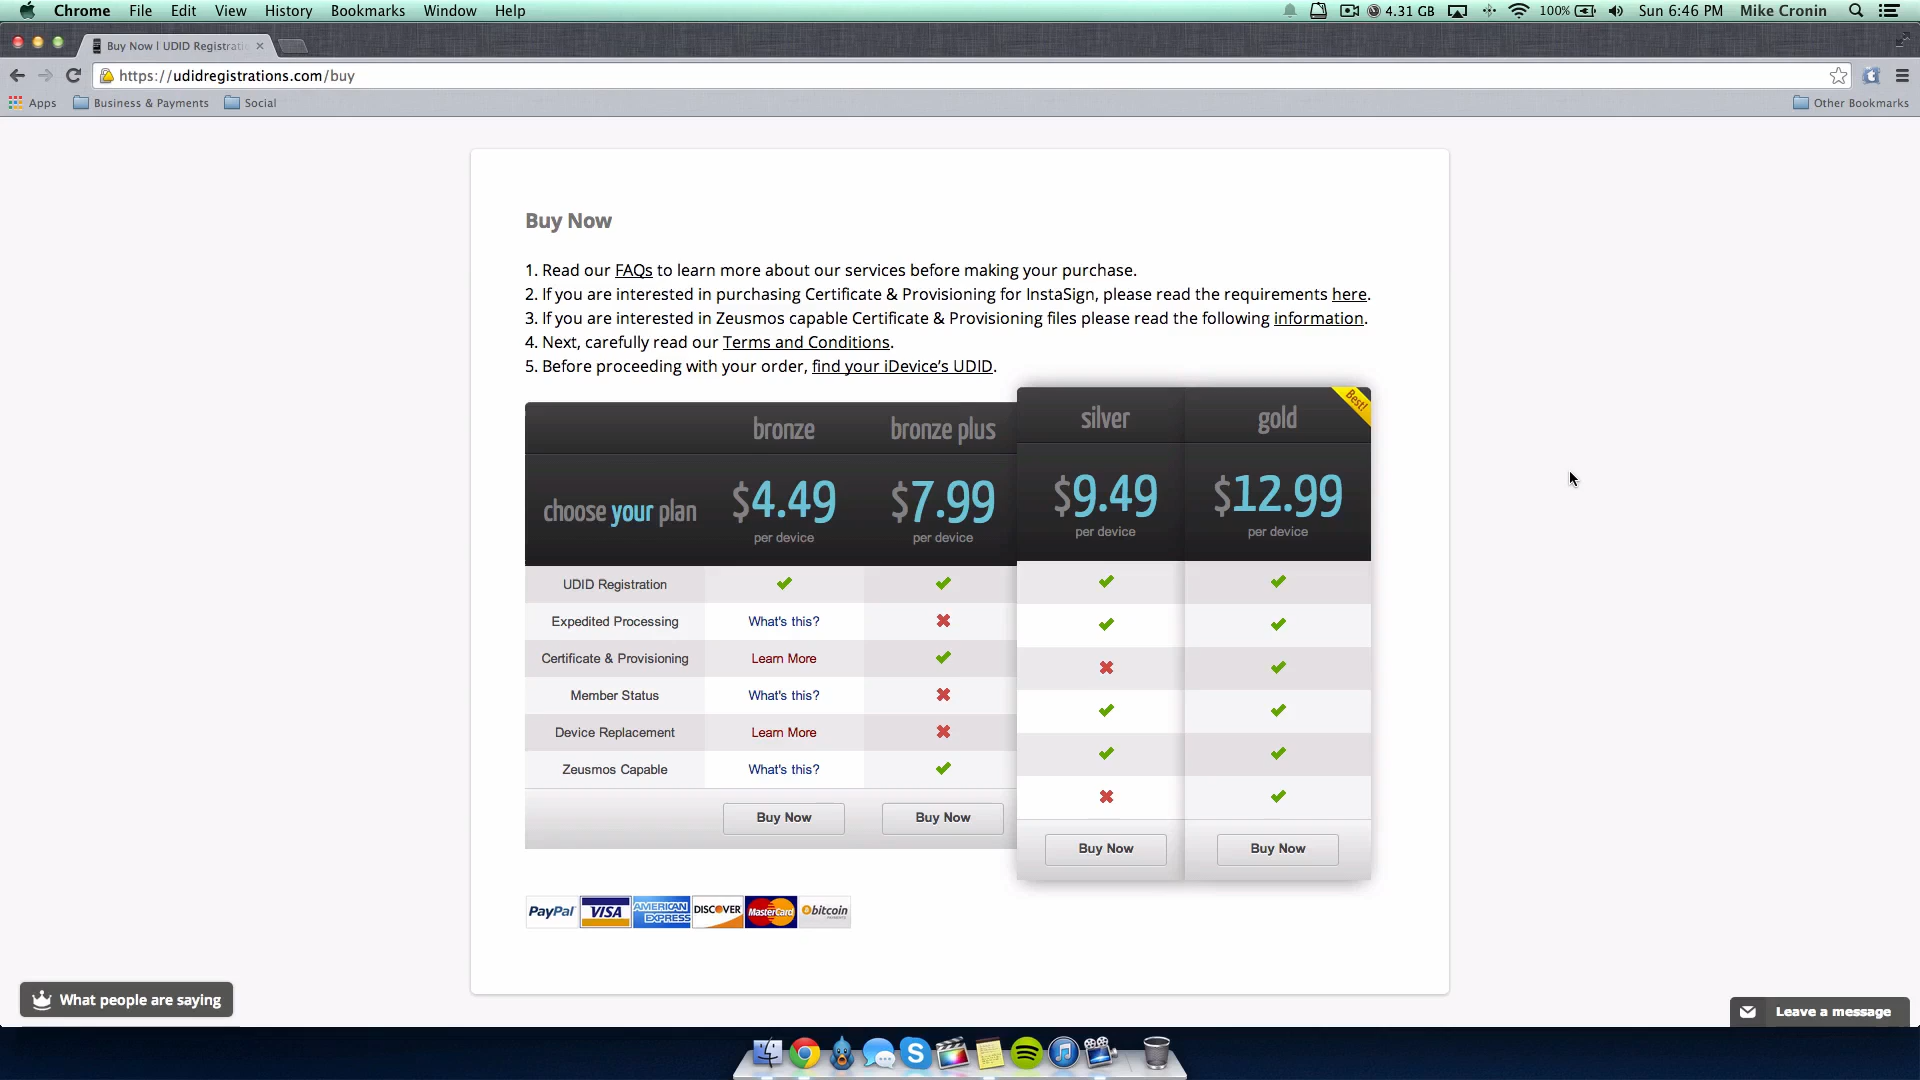 Chrome File Edit View History Bookmarks Window Help 4.31 GB 100% Sun 6:46 PM Mike Cronin
Buy Now | UDID Registrati
https://udidregistrations.com/buy
Apps Business & Payments Social Other Bookmarks
Buy Now
1. Read our FAQs to learn more about our services before making your purchase.
2. If you are interested in purchasing Certificate & Provisioning for InstaSign, please read the requirements here.
3. If you are interested in Zeusmos capable Certificate & Provisioning files please read the following information.
4. Next, carefully read our Terms and Conditions.
5. Before proceeding with your order, find your iDevice's UDID.
bronze bronze plus silver gold Best!
choose your plan $4.49 $7.99 $9.49 $12.99
per device per device per device per device
UDID Registration
Expedited Processing What's this?
Certificate & Provisioning Learn More
Member Status What's this?
Device Replacement Learn More
Zeusmos Capable What's this?
Buy Now Buy Now Buy Now Buy Now
PayPal VISA AMERICAN EXPRESS DISCOVER MasterCard bitcoin
What people are saying
Leave a message